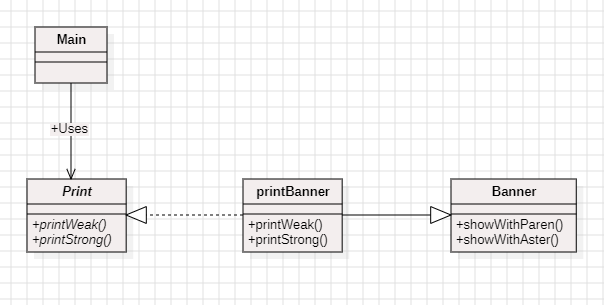 Main
+Uses
Print
+printWeak()
+printStrong()
printBanner
+printWeak()
+printStrong()
Banner
+showWithParen()
+showWithAster()